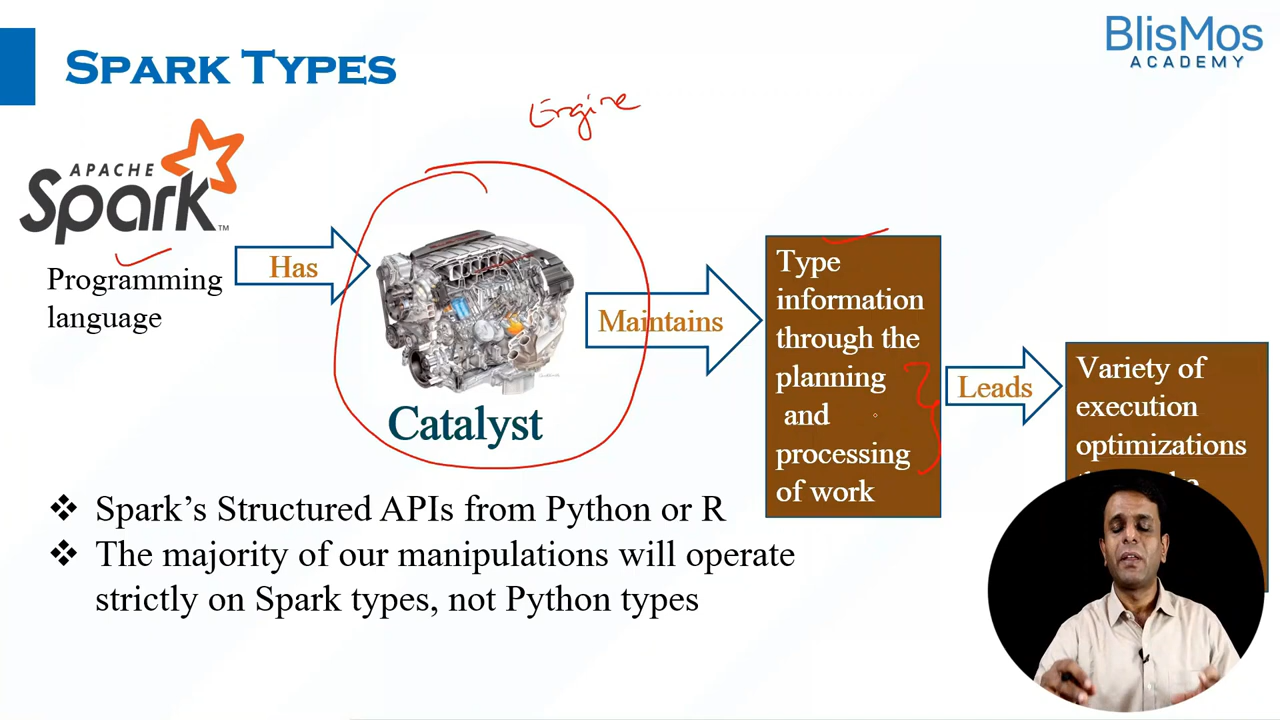 BlisMos
ACADEMY
SPARK TYPES
Engine
APACHE
Spark™
Programming
language
Has
Catalyst
Maintains
Type
information
through the
planning
and
processing
of work
Leads
Variety of
execution
optimizations
❖ Spark's Structured APIs from Python or R
❖ The majority of our manipulations will operate
strictly on Spark types, not Python types